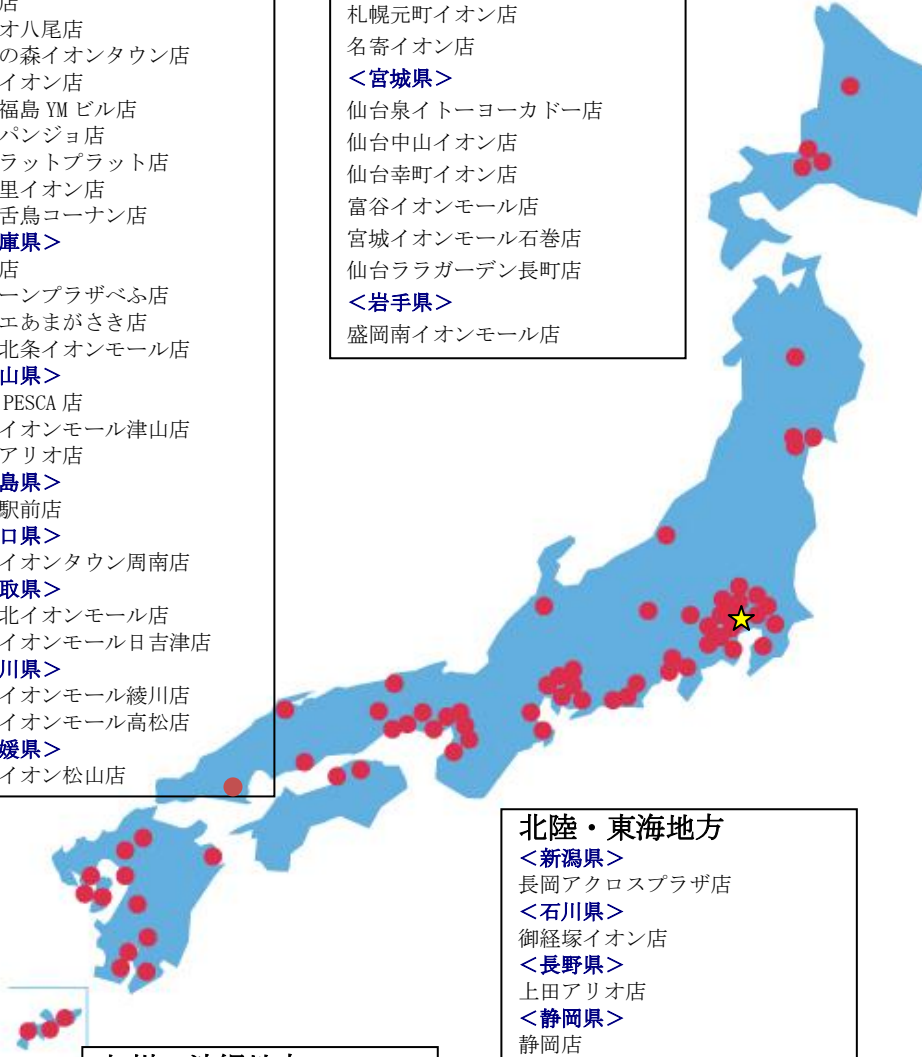 店
オ八尾店
の森イオンタウン店
イオン店
福島 YM ビル店
パンジョ店
ラットプラット店
里イオン店
舌鳥コーナン店
庫県＞
店
ーンプラザべふ店
エあまがさき店
北条イオンモール店
山県＞
PESCA 店
イオンモール津山店
アリオ店
島県＞
駅前店
口県＞
イオンタウン周南店
取県＞
北イオンモール店
イオンモール日吉津店
川県＞
イオンモール綾川店
イオンモール高松店
媛県＞
イオン松山店
札幌元町イオン店
名寄イオン店
＜宮城県＞
仙台泉イトーヨーカドー店
仙台中山イオン店
仙台幸町イオン店
富谷イオンモール店
宮城イオンモール石巻店
仙台ララガーデン長町店
＜岩手県＞
盛岡南イオンモール店
北陸・東海地方
＜新潟県＞
長岡アクロスプラザ店
＜石川県＞
御経塚イオン店
＜長野県＞
上田アリオ店
＜静岡県＞
静岡店